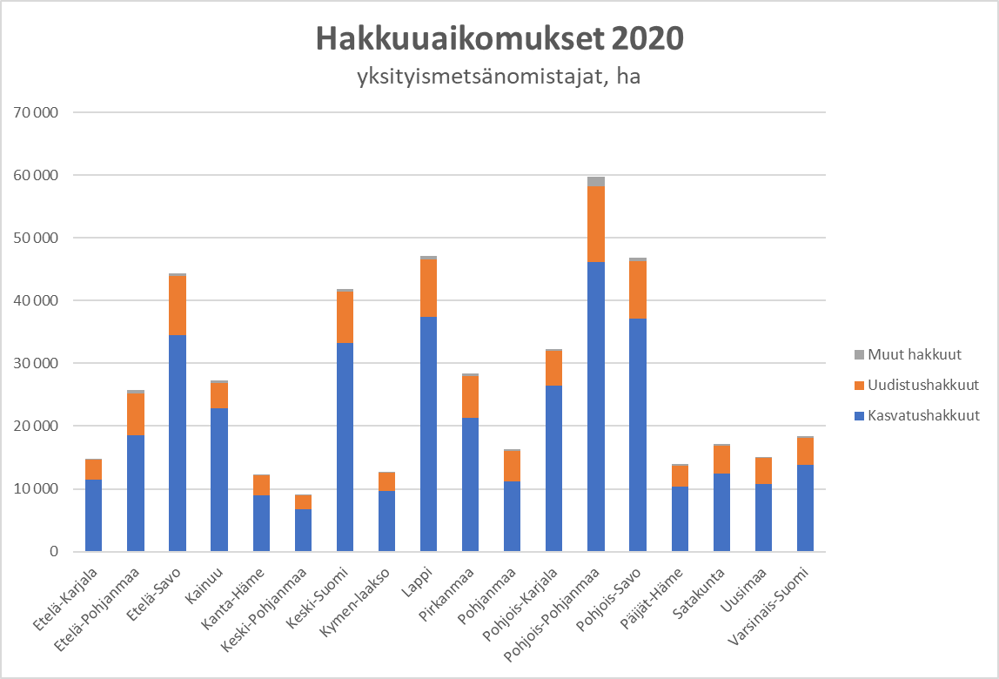 Hakkuuaikomukset 2020
yksityismetsänomistajat, ha
70 000
60 000
50 000
40 000
30 000
20 000
10 000
0
Etelä-Karjala
Etelä-Pohjanmaa
Etelä-Savo
Kainuu
Kanta-Häme
Keski-Pohjanmaa
Keski-Suomi
Kymen-laakso
Lappi
Pirkanmaa
Pohjanmaa
Pohjois-Karjala
Pohjois-Pohjanmaa
Pohjois-Savo
Päijät-Häme
Satakunta
Uusimaa
Varsinais-Suomi
Muut hakkuut
Uudistushakkuut
Kasvatushakkuut